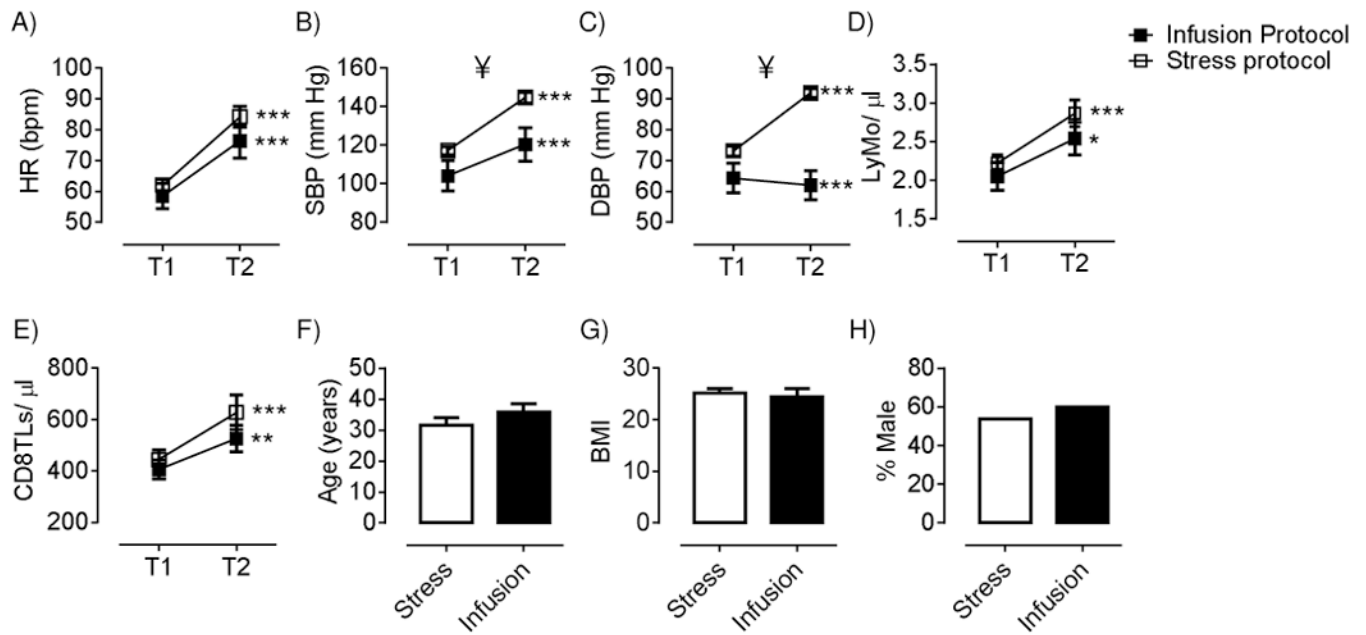 A)
HR (bpm)
100
90
80
70
60
50
***
***
T1 T2
B)
¥
SBP (mm Hg)
160
140
120
100
80
***
***
T1 T2
C)
¥
DBP (mm Hg)
100
90
80
70
60
50
***
***
T1 T2
D)
LyMo/ µl
3.5
3.0
2.5
2.0
1.5
***
*
T1 T2
Infusion Protocol
Stress protocol
E)
CD8TLs/ µl
800
600
400
200
***
**
T1 T2
F)
Age (years)
50
40
30
20
10
0
Stress
Infusion
G)
BMI
30
20
10
0
Stress
Infusion
H)
% Male
80
60
40
20
0
Stress
Infusion